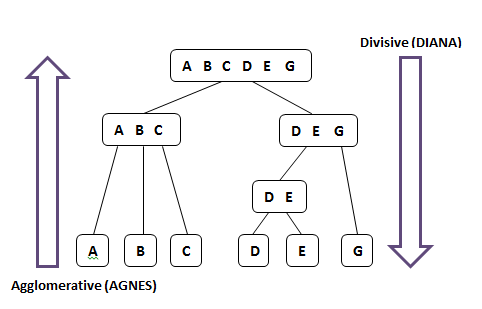 Divisive (DIANA)
A B C D E G
A B C
D E G
D E
A
B
C
D
E
G
Agglomerative (AGNES)